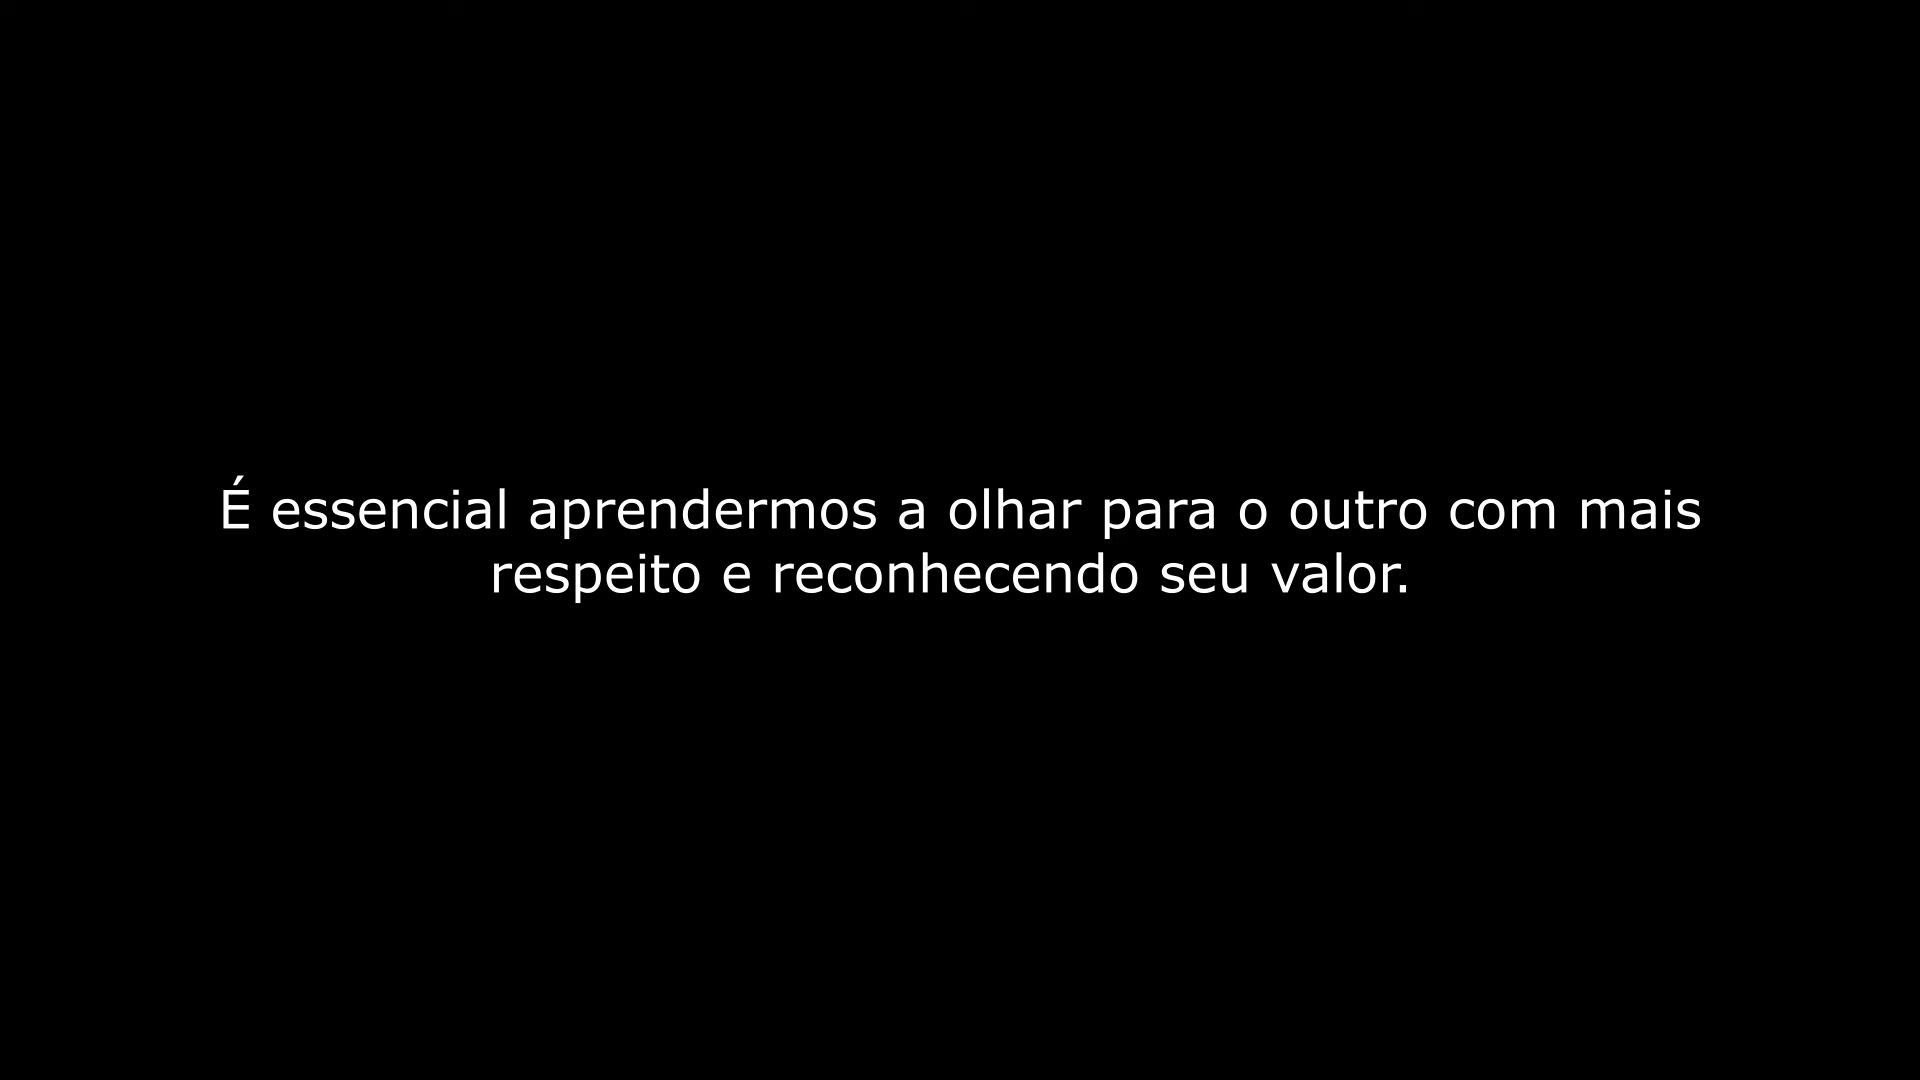 É essencial aprendermos a olhar para o outro com mais
respeito e reconhecendo seu valor.